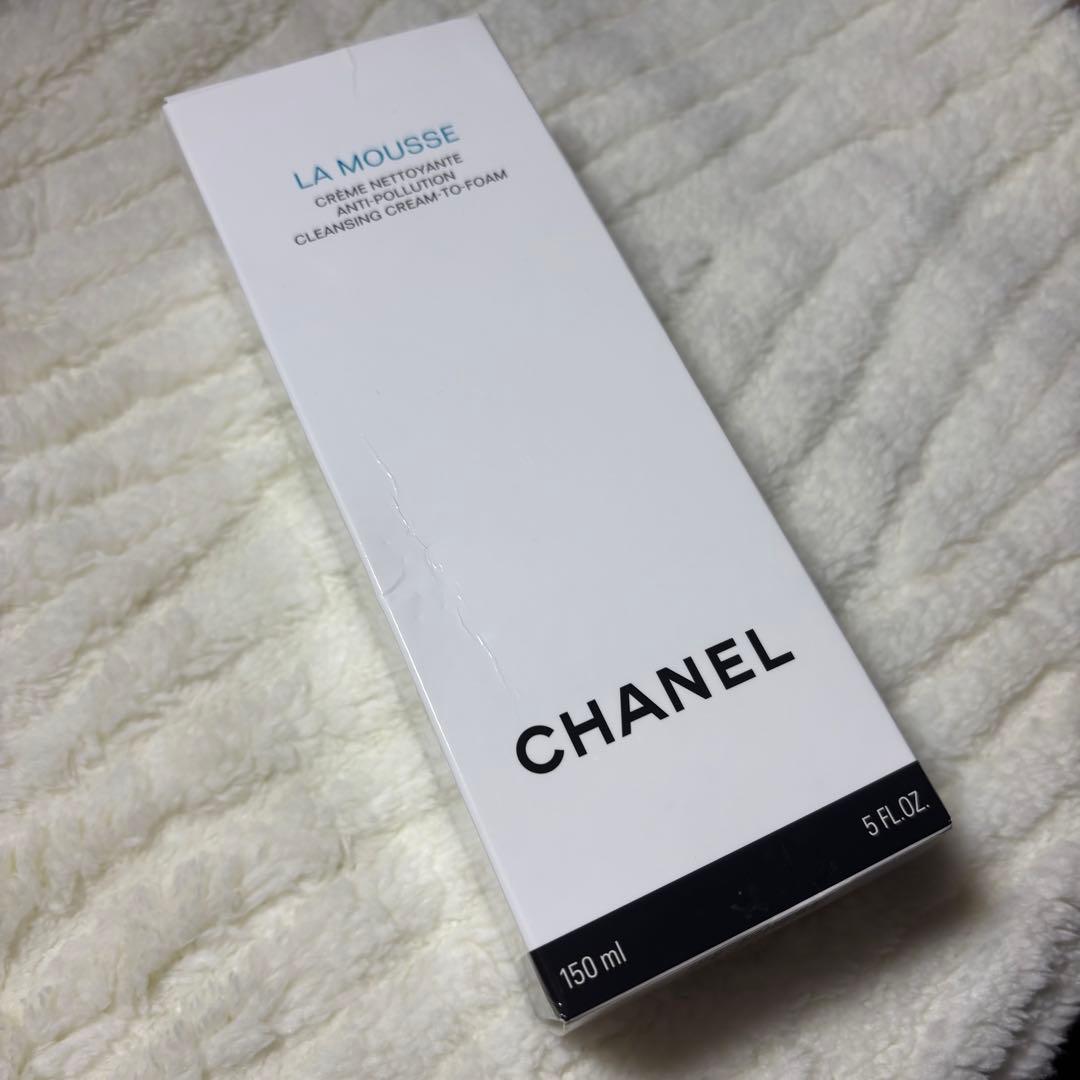 LA MOUSSE
CRÈME NETTOYANTE
ANTI-POLLUTION
CLEANSING CREAM-TO-FOAM
CHANEL
150 ml 5 FL.OZ.